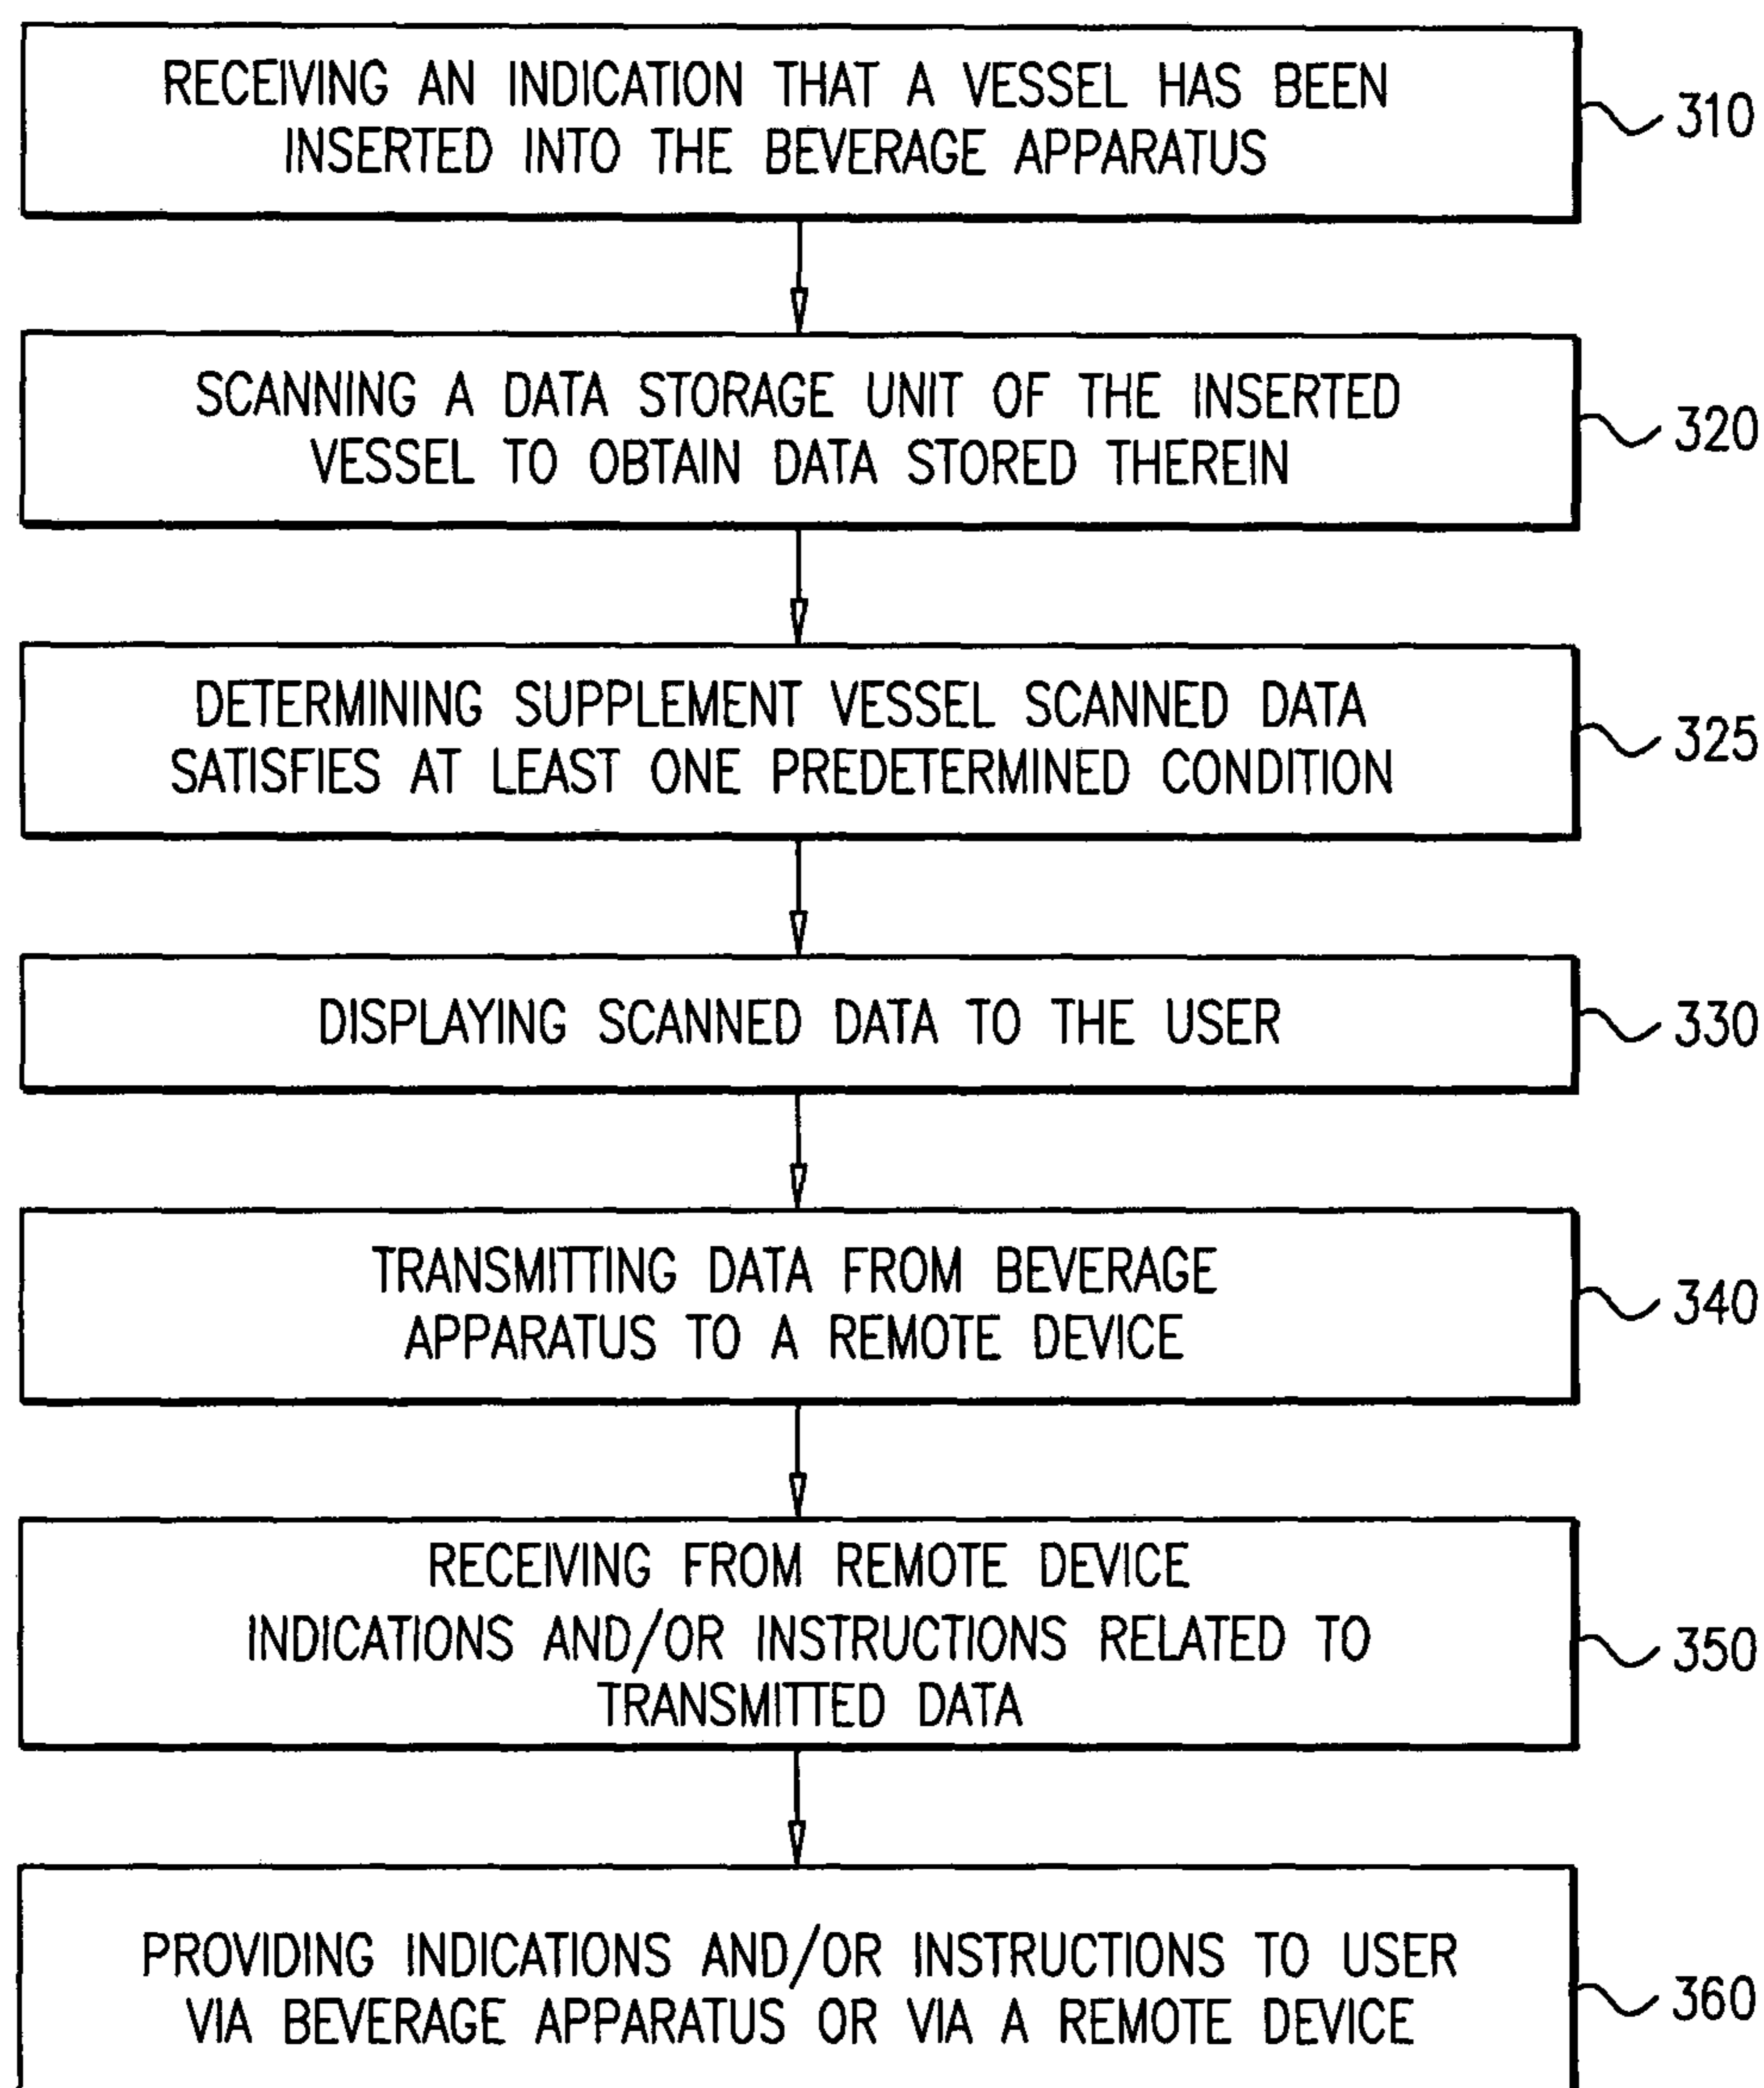 RECEIVING AN INDICATION THAT A VESSEL HAS BEEN
INSERTED INTO THE BEVERAGE APPARATUS
310
SCANNING A DATA STORAGE UNIT OF THE INSERTED
VESSEL TO OBTAIN DATA STORED THEREIN
320
DETERMINING SUPPLEMENT VESSEL SCANNED DATA
SATISFIES AT LEAST ONE PREDETERMINED CONDITION
325
DISPLAYING SCANNED DATA TO THE USER
330
TRANSMITTING DATA FROM BEVERAGE
APPARATUS TO A REMOTE DEVICE
340
RECEIVING FROM REMOTE DEVICE
INDICATIONS AND/OR INSTRUCTIONS RELATED TO
TRANSMITTED DATA
350
PROVIDING INDICATIONS AND/OR INSTRUCTIONS TO USER
VIA BEVERAGE APPARATUS OR VIA A REMOTE DEVICE
360